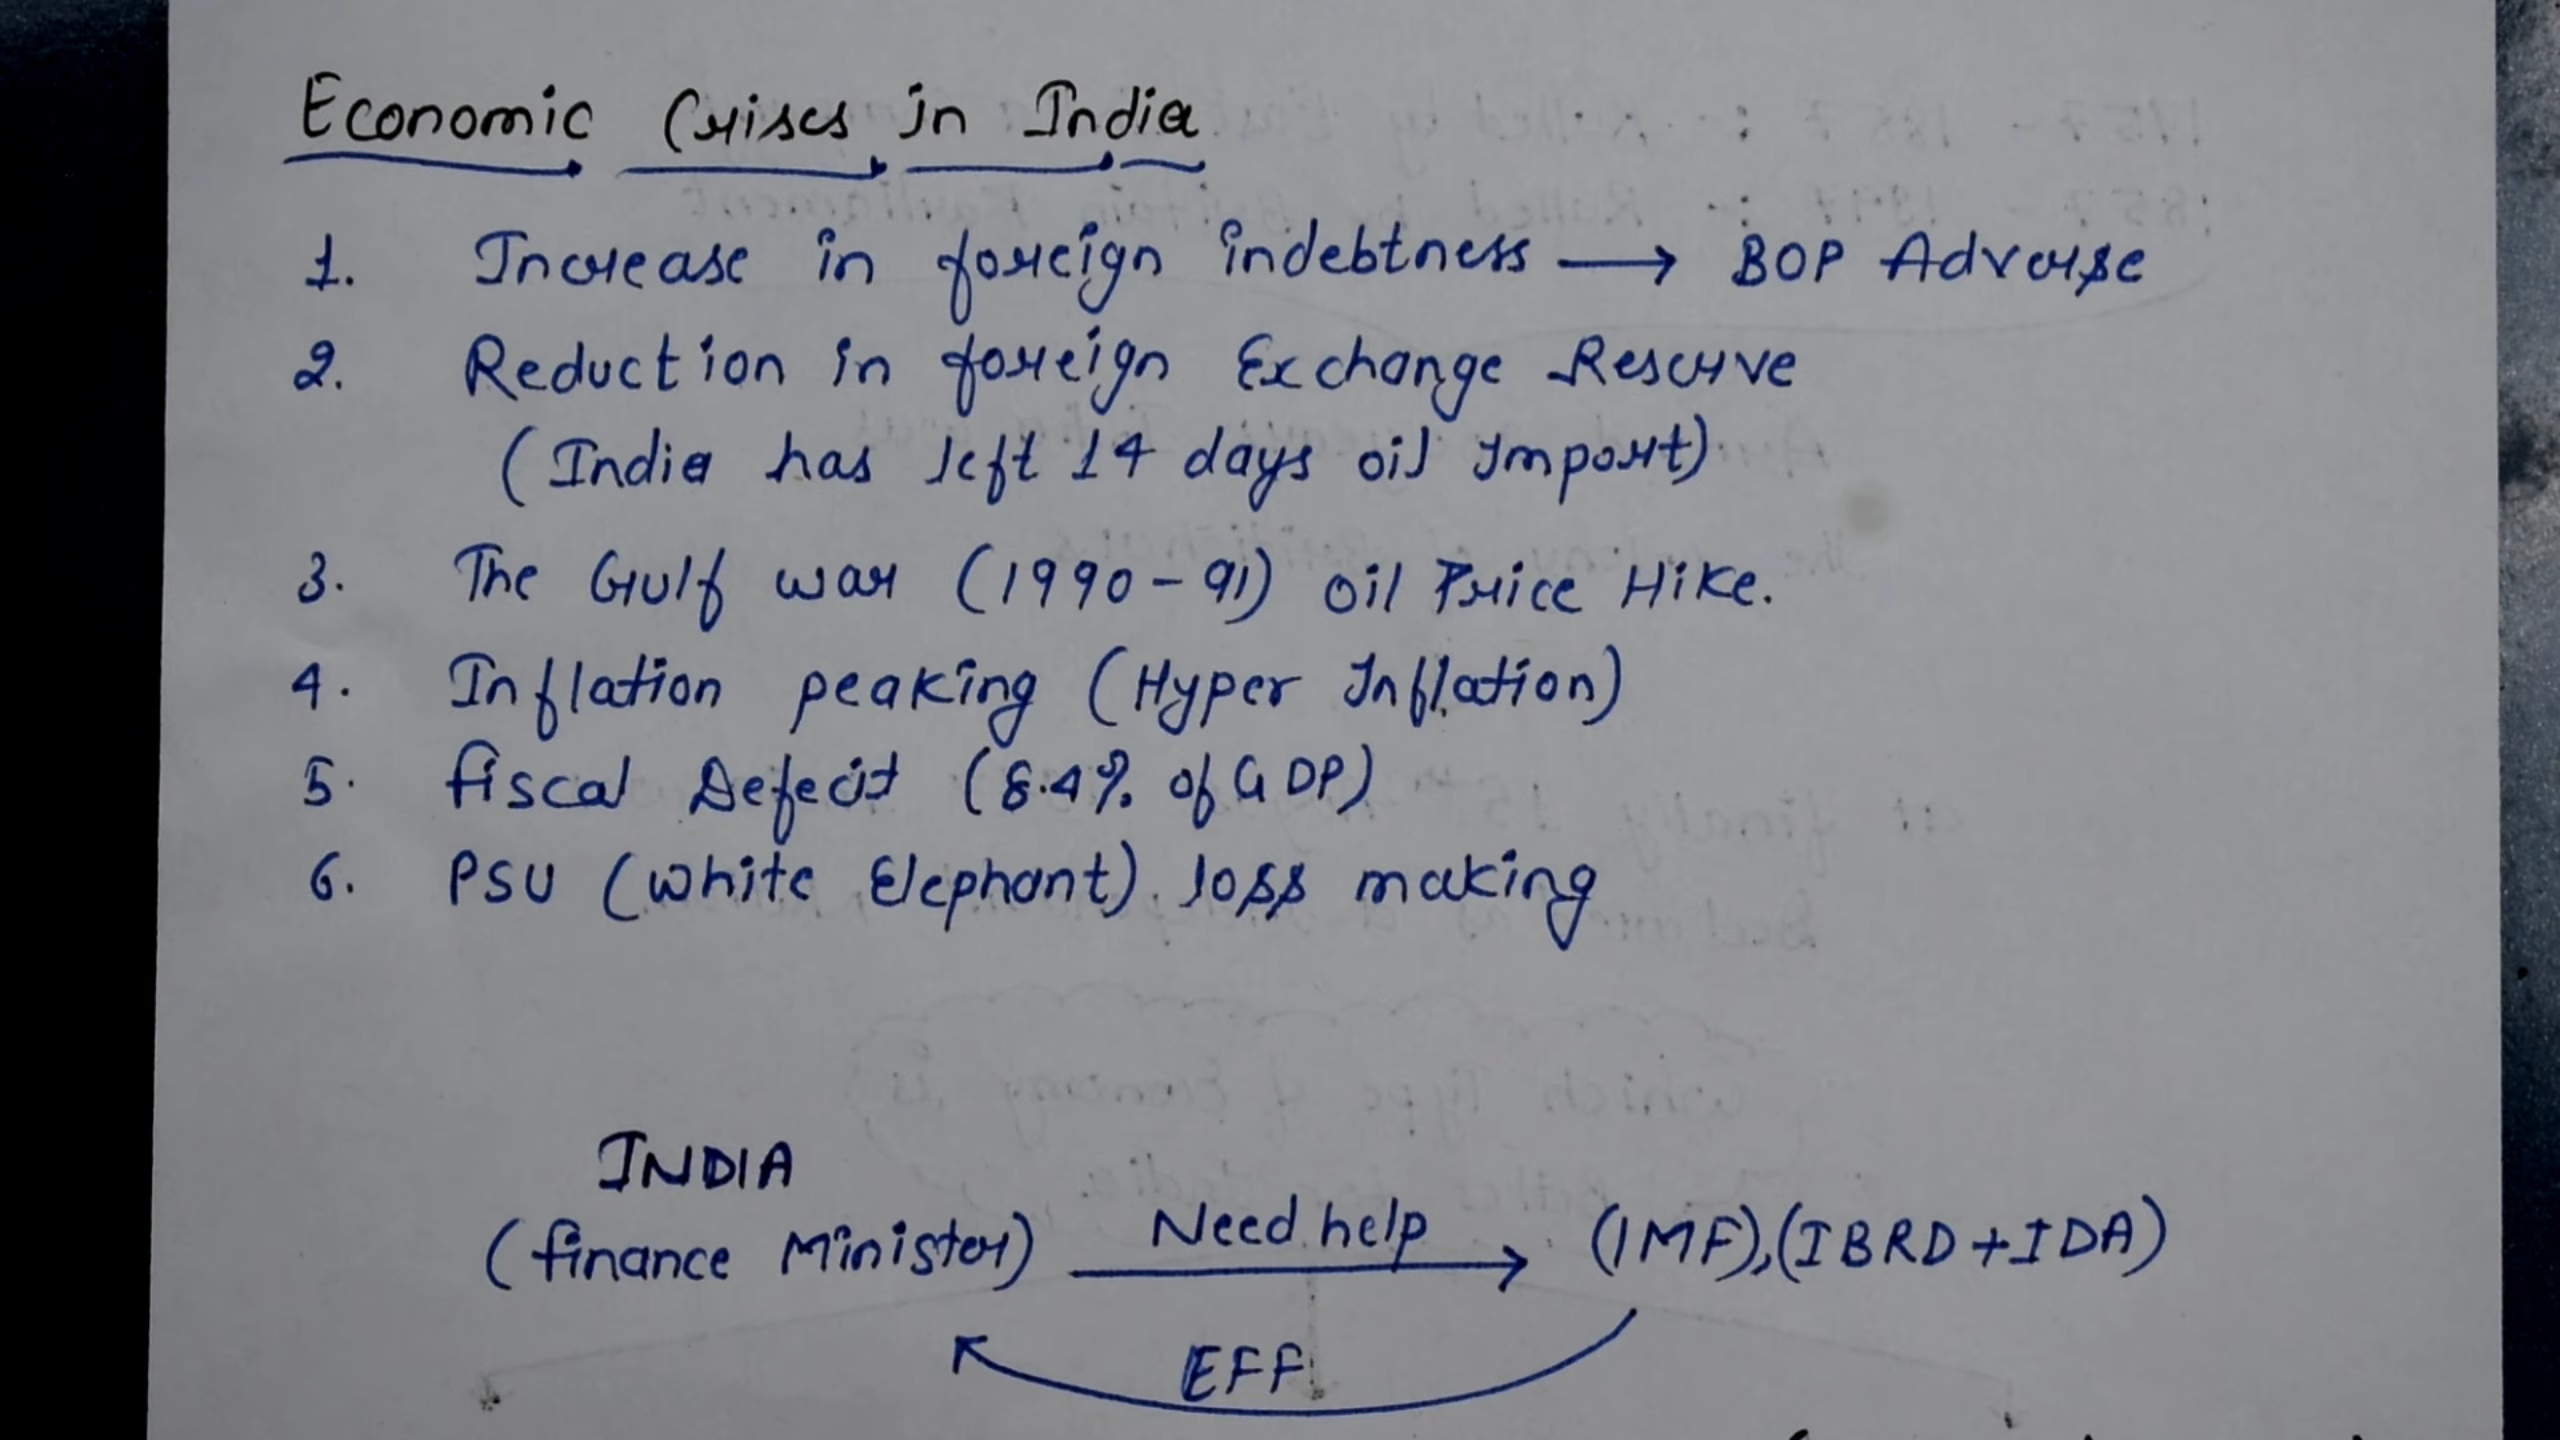 Economic Crises in India
1. Increase in foreign indebtness → BOP Adverse
2. Reduction in foreign Exchange Reserve
(India has left 14 days oil Import)
3. The Gulf war (1990-91) oil Price Hike.
4. Inflation peaking (Hyper Inflation)
5. fiscal Defecit (8.4% of GDP)
6. PSU (white Elephant) loss making
INDIA
(finance Minister) Need help → (IMF),(IBRD+IDA)
EFF